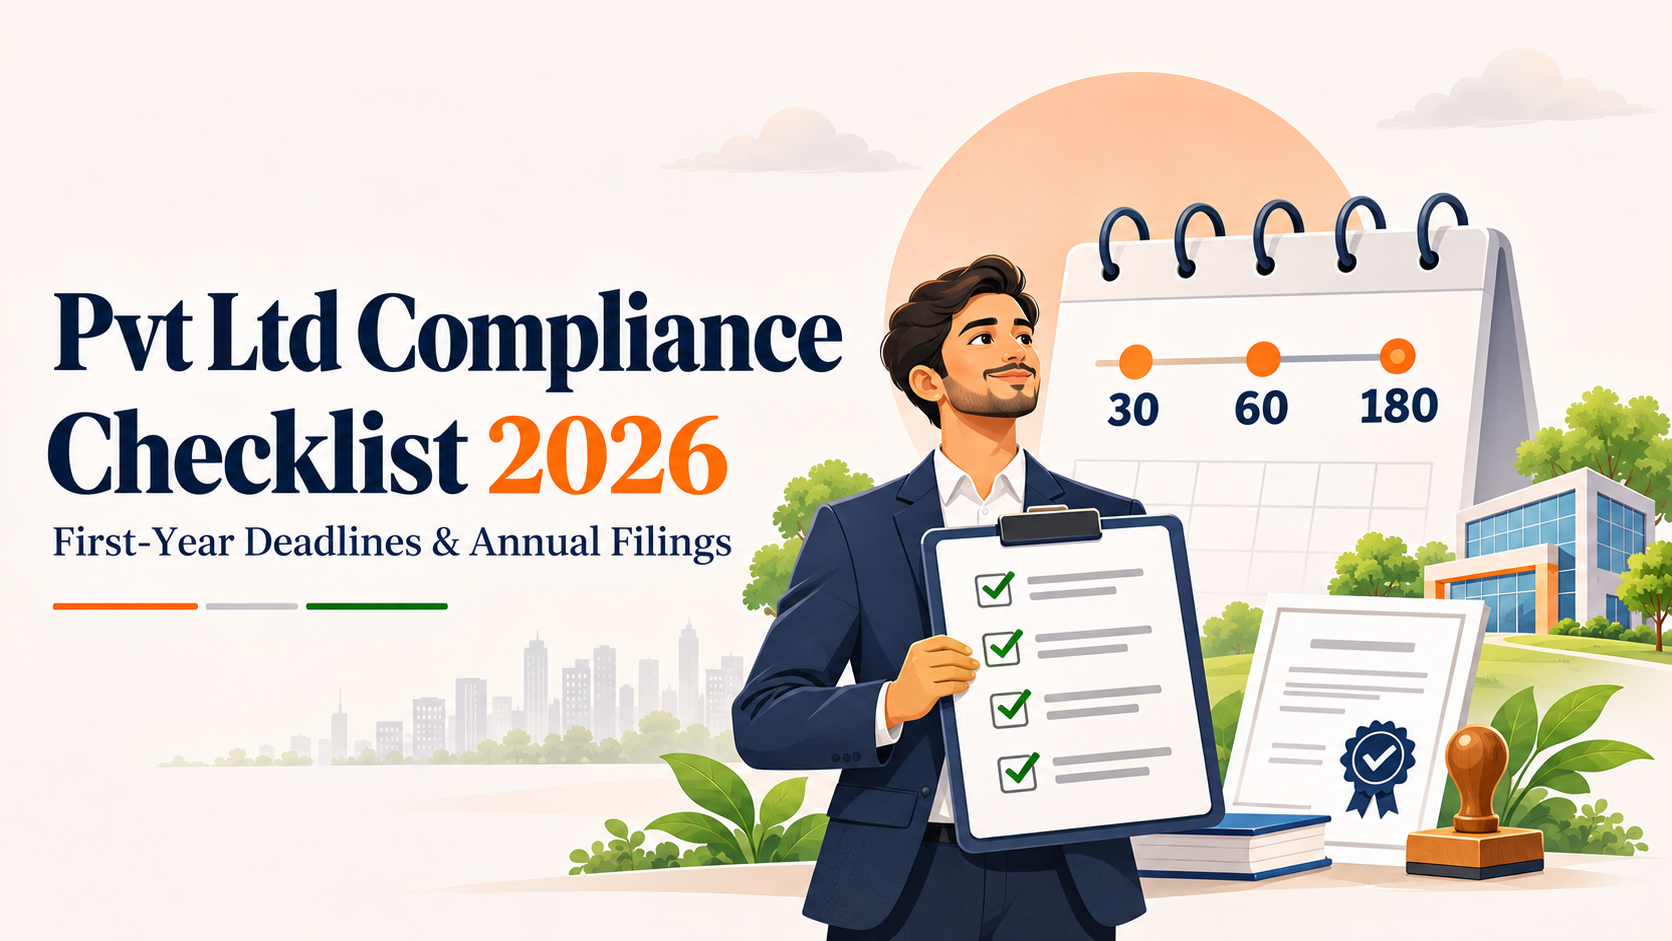 Pvt Ltd Compliance
Checklist 2026
First-Year Deadlines & Annual Filings
30 60 180